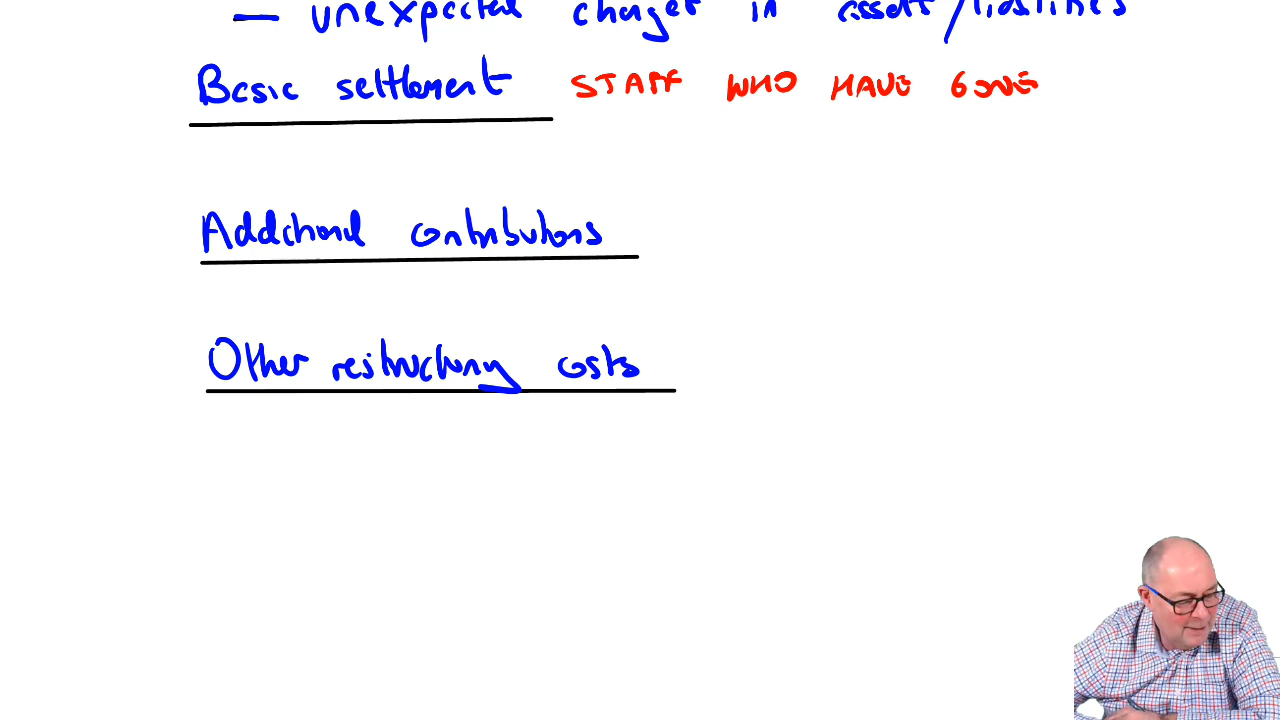 — unexpected changes in assets/liabilities
Basic settlement STAFF WHO HAVE GONE
Additional contributions
Other restructuring costs